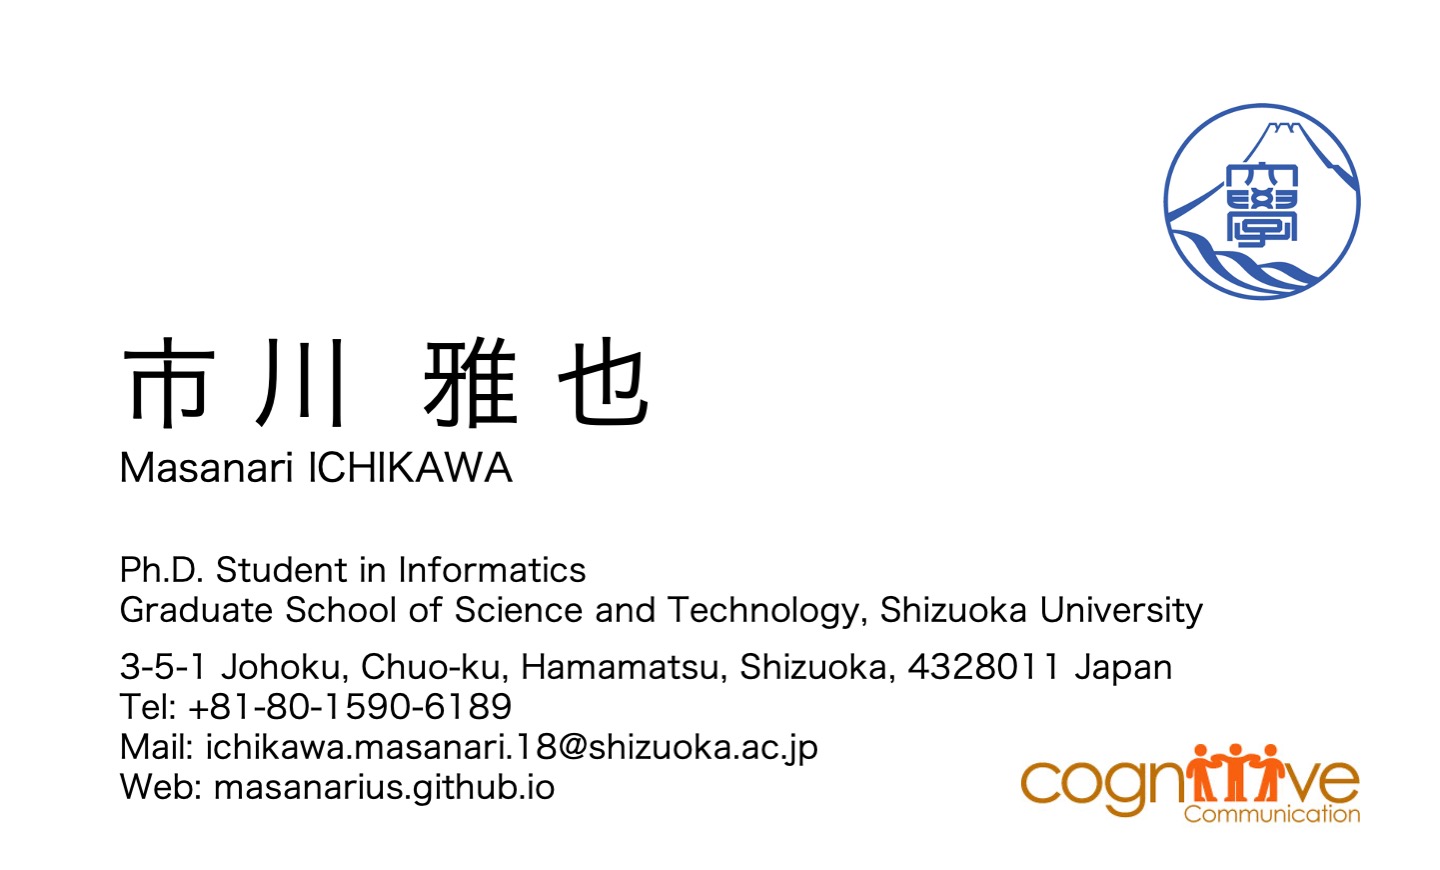 大學
市川 雅也
Masanari ICHIKAWA
Ph.D. Student in Informatics
Graduate School of Science and Technology, Shizuoka University
3-5-1 Johoku, Chuo-ku, Hamamatsu, Shizuoka, 4328011 Japan
Tel: +81-80-1590-6189
Mail: ichikawa.masanari.18@shizuoka.ac.jp
Web: masanarius.github.io
cognitive
Communication